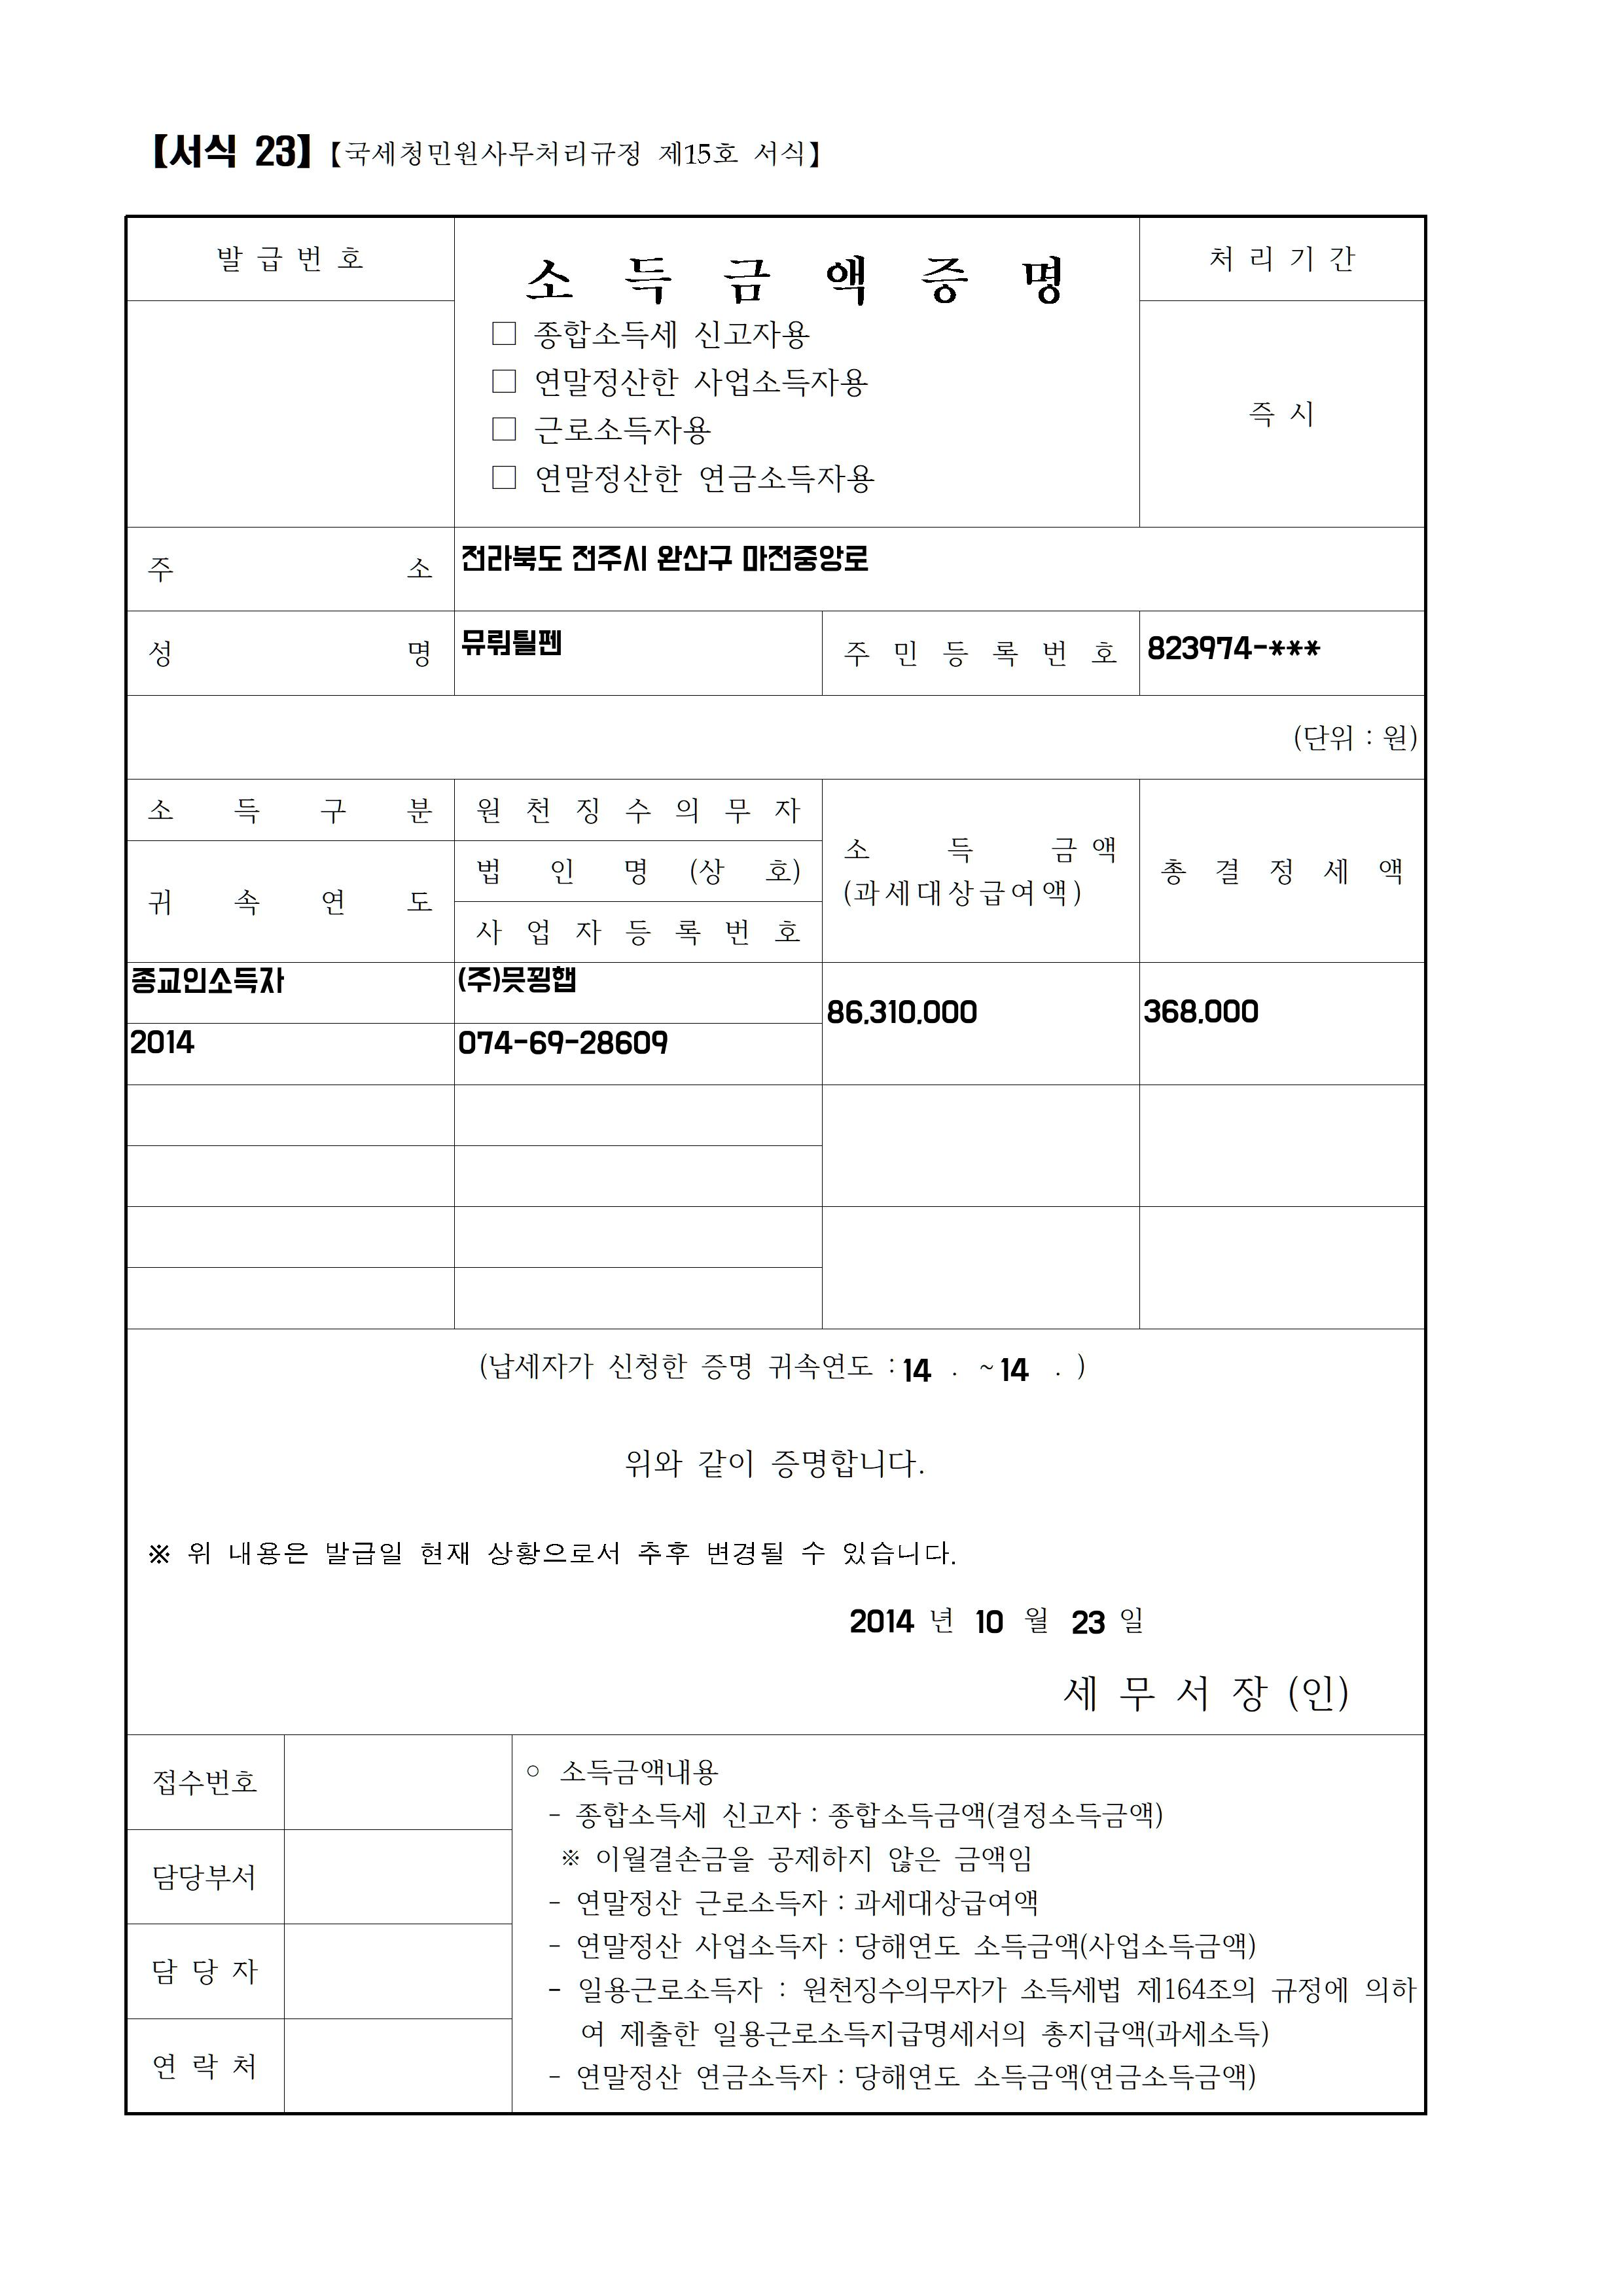 【서식 23】【국세청민원사무처리규정 제15호 서식】
발 급 번 호
소 득 금 액 증 명
처 리 기 간
□ 종합소득세 신고자용
□ 연말정산한 사업소득자용
□ 근로소득자용
□ 연말정산한 연금소득자용
즉 시
주 소
전라북도 전주시 완산구 마전중앙로
성 명
뮤뤄틸펜
주 민 등 록 번 호
823974-***
(단위 : 원)
소 득 구 분
원 천 징 수 의 무 자
소 득 금 액
(과세대상급여액)
총 결 정 세 액
귀 속 연 도
법 인 명 (상 호)
사 업 자 등 록 번 호
종교인소득자
(주)믓푕햅
86,310,000
368,000
2014
074-69-28609
(납세자가 신청한 증명 귀속연도 : 14 . ~ 14 . )
위와 같이 증명합니다.
※ 위 내용은 발급일 현재 상황으로서 추후 변경될 수 있습니다.
2014 년 10 월 23 일
세 무 서 장 (인)
접수번호
담당부서
담 당 자
연 락 처
○ 소득금액내용
- 종합소득세 신고자 : 종합소득금액(결정소득금액)
※ 이월결손금을 공제하지 않은 금액임
- 연말정산 근로소득자 : 과세대상급여액
- 연말정산 사업소득자 : 당해연도 소득금액(사업소득금액)
- 일용근로소득자 : 원천징수의무자가 소득세법 제164조의 규정에 의하
여 제출한 일용근로소득지급명세서의 총지급액(과세소득)
- 연말정산 연금소득자 : 당해연도 소득금액(연금소득금액)